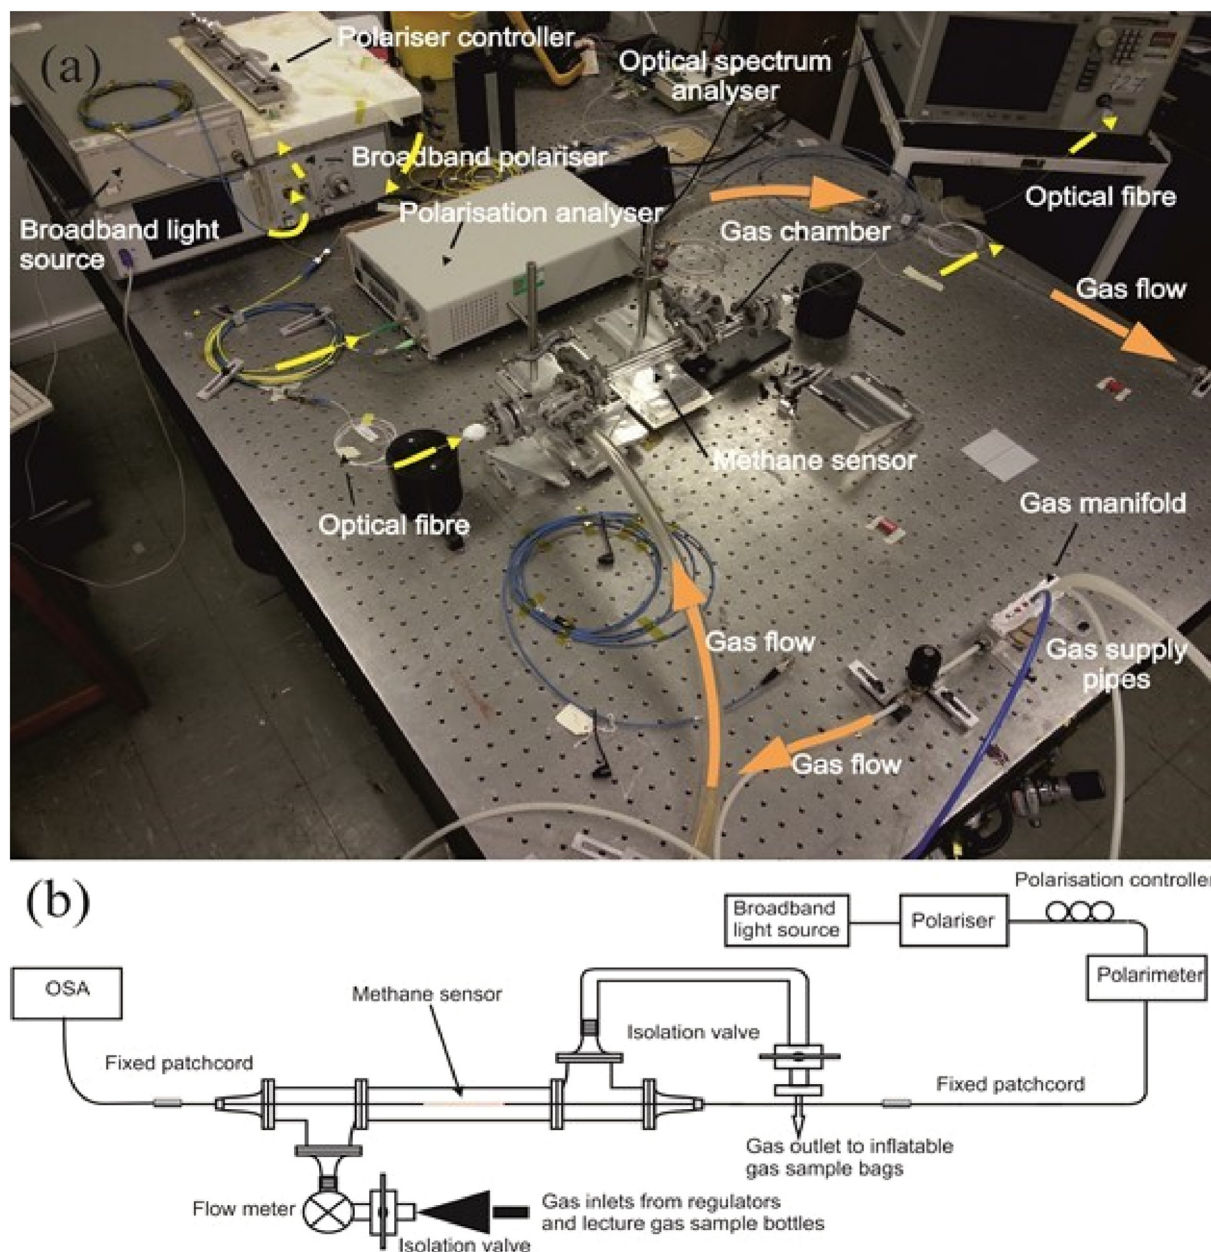 (a)
Polariser controller
Optical spectrum
analyser
Broadband polariser
Polarisation analyser
Optical fibre
Broadband light
source
Gas chamber
Gas flow
Methane sensor
Gas manifold
Optical fibre
Gas flow
Gas supply
pipes
Gas flow
(b)
Polarisation controller
Broadband
light source
Polariser
OSA
Polarimeter
Methane sensor
Isolation valve
Fixed patchcord
Fixed patchcord
Gas outlet to inflatable
gas sample bags
Flow meter
Gas inlets from regulators
and lecture gas sample bottles
Isolation valve